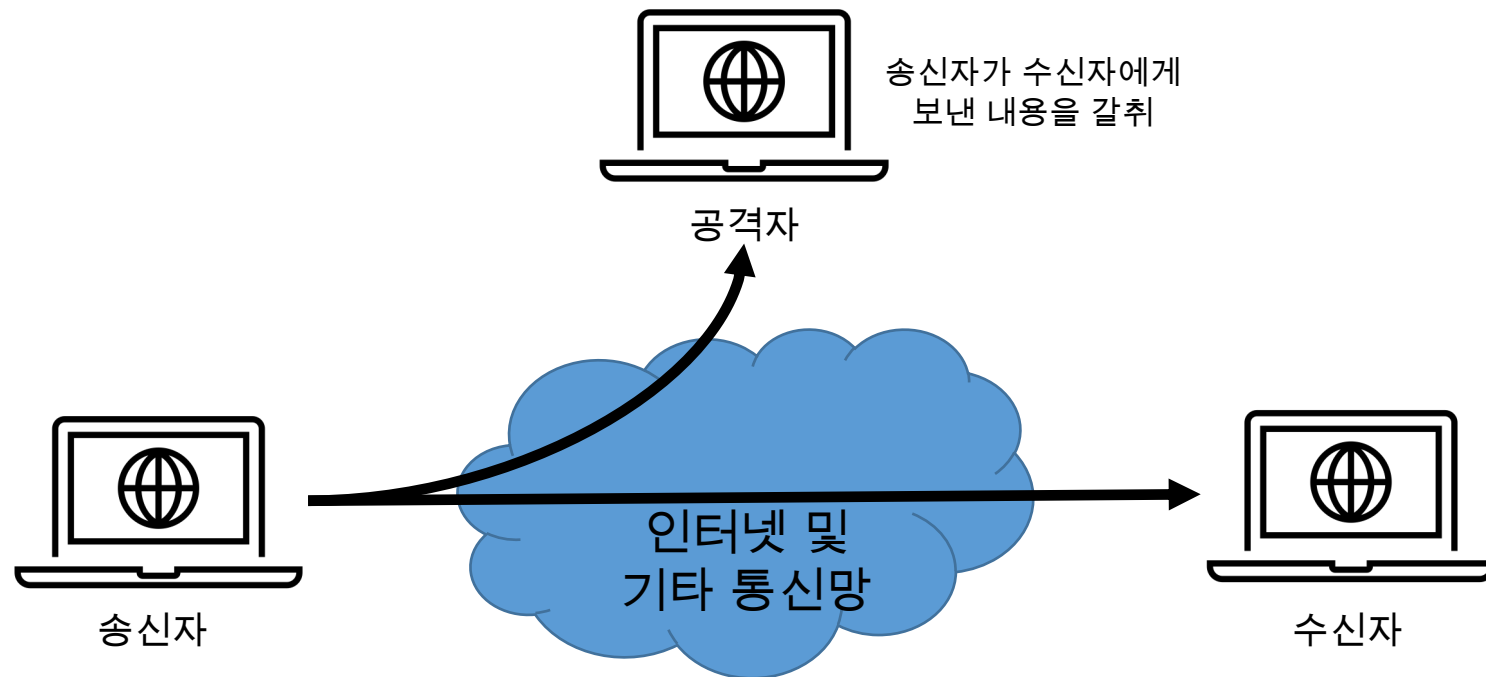 송신자가 수신자에게
보낸 내용을 갈취
공격자
인터넷 및
기타 통신망
송신자
수신자